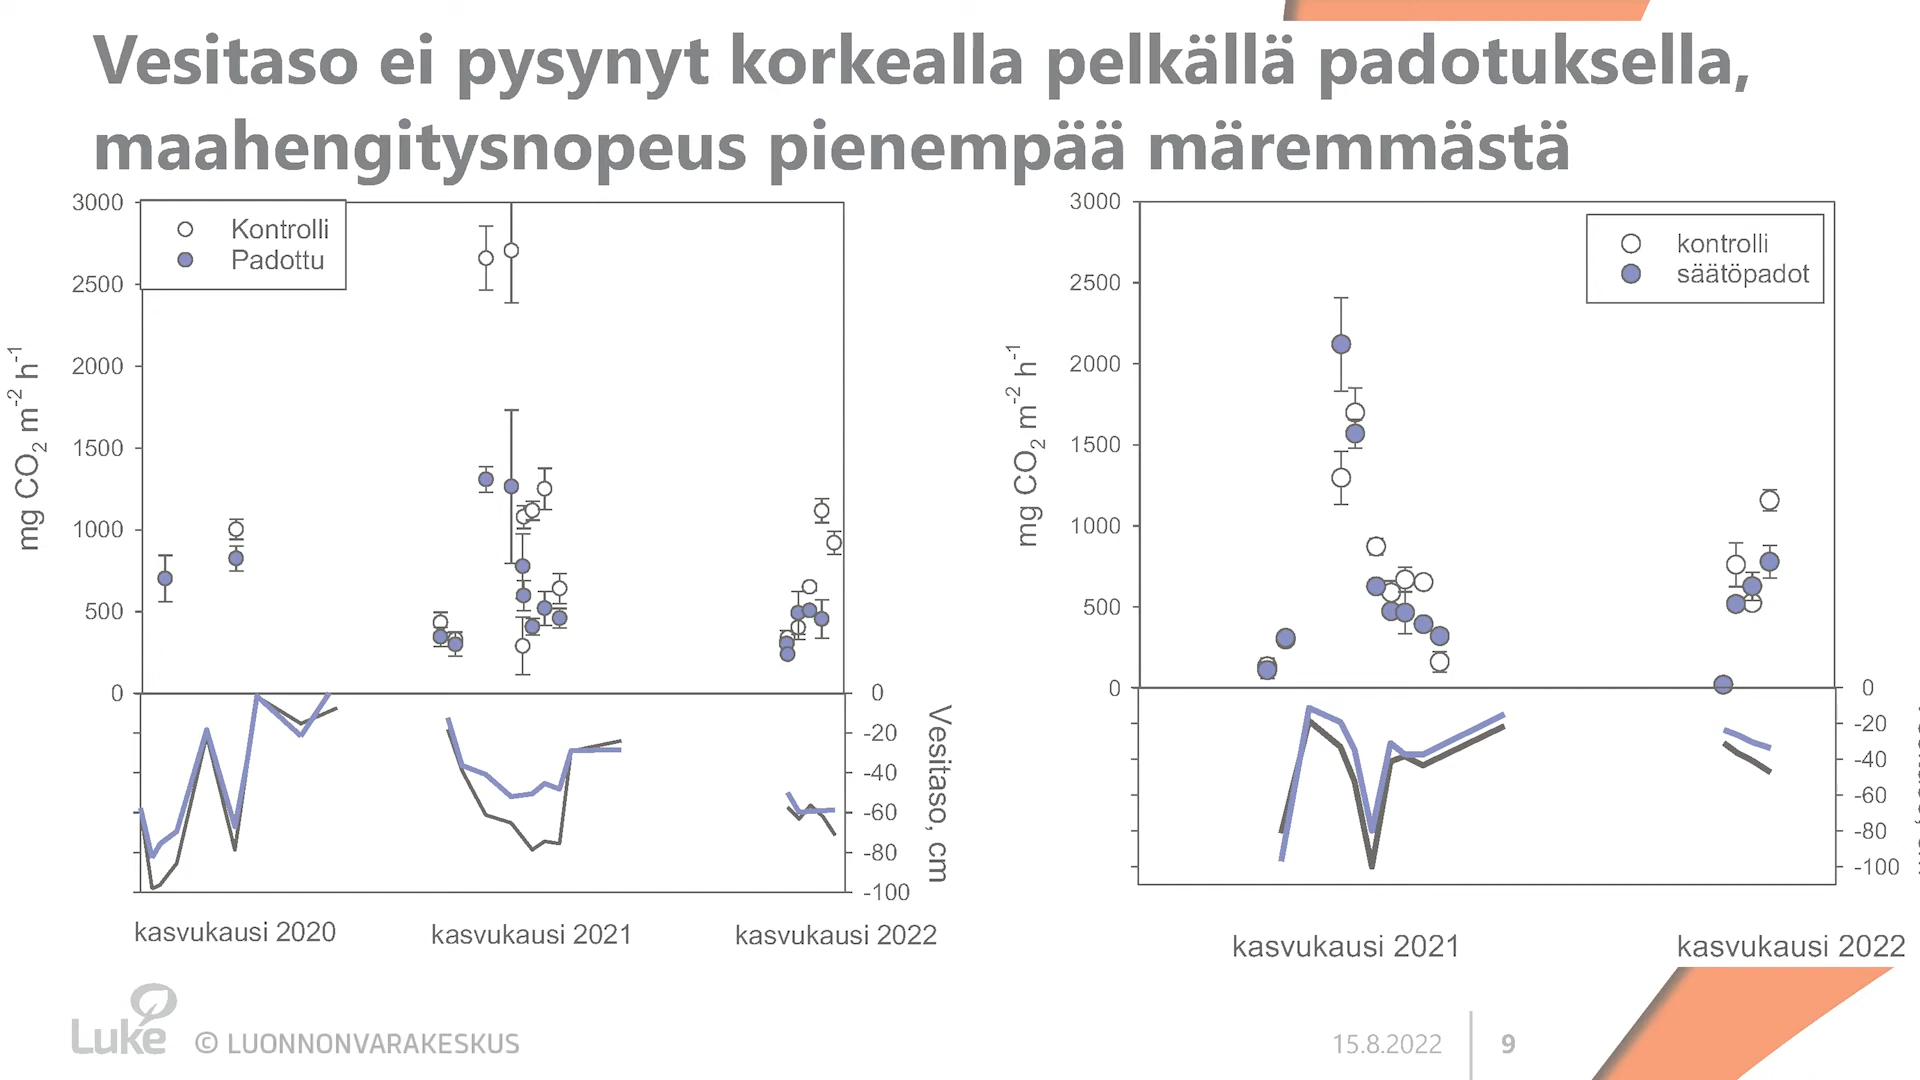 Vesitaso ei pysynyt korkealla pelkällä padotuksella,
maahengitysnopeus pienempää märemmästä
3000
2500
2000
1500
1000
500
0
mg CO2 m-2 h-1
Kontrolli
Padottu
0
-20
-40
-60
-80
-100
Vesitaso, cm
kasvukausi 2020
kasvukausi 2021
kasvukausi 2022
3000
2500
2000
1500
1000
500
0
mg CO2 m-2 h-1
kontrolli
säätöpadot
0
-20
-40
-60
-80
-100
kasvukausi 2021
kasvukausi 2022
Luke
© LUONNONVARAKESKUS
15.8.2022
9